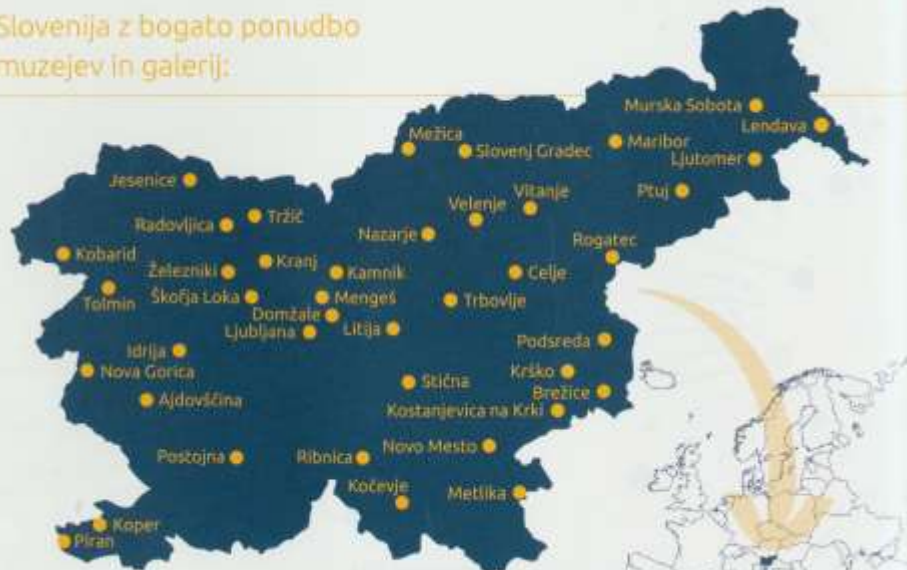 Slovenija z bogato ponudbo
muzejev in galerij:
Murska Sobota
Lendava
Mežica
Slovenj Gradec
Maribor
Ljutomer
Jesenice
Vitanje
Ptuj
Velenje
Tržič
Radovljica
Nazarje
Rogatec
Kobarid
Kranj
Železniki
Kamnik
Celje
Tolmin
Škofja Loka
Mengeš
Trbovlje
Domžale
Ljubljana
Litija
Podsreda
Idrija
Nova Gorica
Stična
Krško
Brežice
Ajdovščina
Kostanjevica na Krki
Postojna
Ribnica
Novo Mesto
Kočevje
Metlika
Koper
Piran